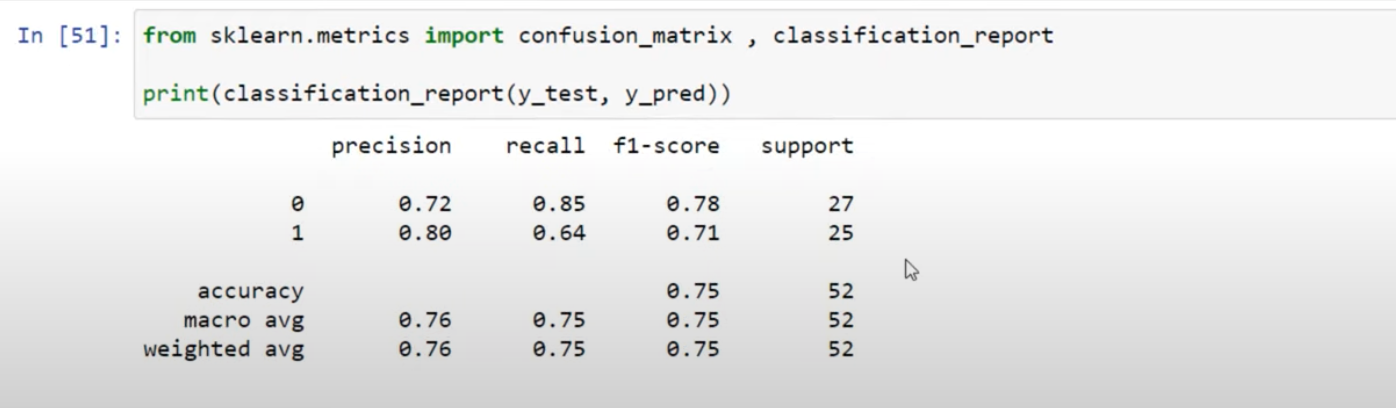 In [51]: from sklearn.metrics import confusion_matrix , classification_report
print(classification_report(y_test, y_pred))
precision recall f1-score support
0 0.72 0.85 0.78 27
1 0.80 0.64 0.71 25
accuracy 0.75 52
macro avg 0.76 0.75 0.75 52
weighted avg 0.76 0.75 0.75 52